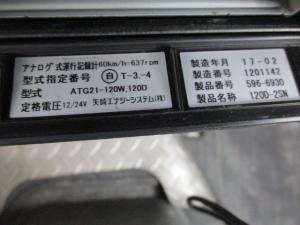 アナログ式運行記録計60km/h=637rpm
型式指定番号 自 T-3,-4
型式 ATG21-120W,120D
定格電圧12/24V 矢崎エナジーシステム(株)
製造年月 17-02
製造番号 1201142
製品番号 596-6930
製品名称 120D-2SN